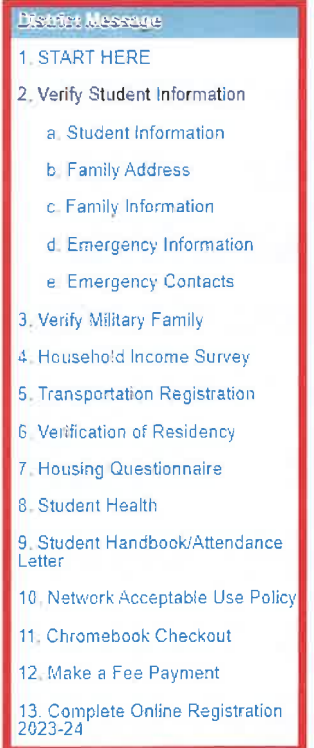 District Message
1. START HERE
2. Verify Student Information
a. Student Information
b. Family Address
c. Family Information
d. Emergency Information
e. Emergency Contacts
3. Verify Military Family
4. Household Income Survey
5. Transportation Registration
6. Verification of Residency
7. Housing Questionnaire
8. Student Health
9. Student Handbook/Attendance
Letter
10. Network Acceptable Use Policy
11. Chromebook Checkout
12. Make a Fee Payment
13. Complete Online Registration
2023-24